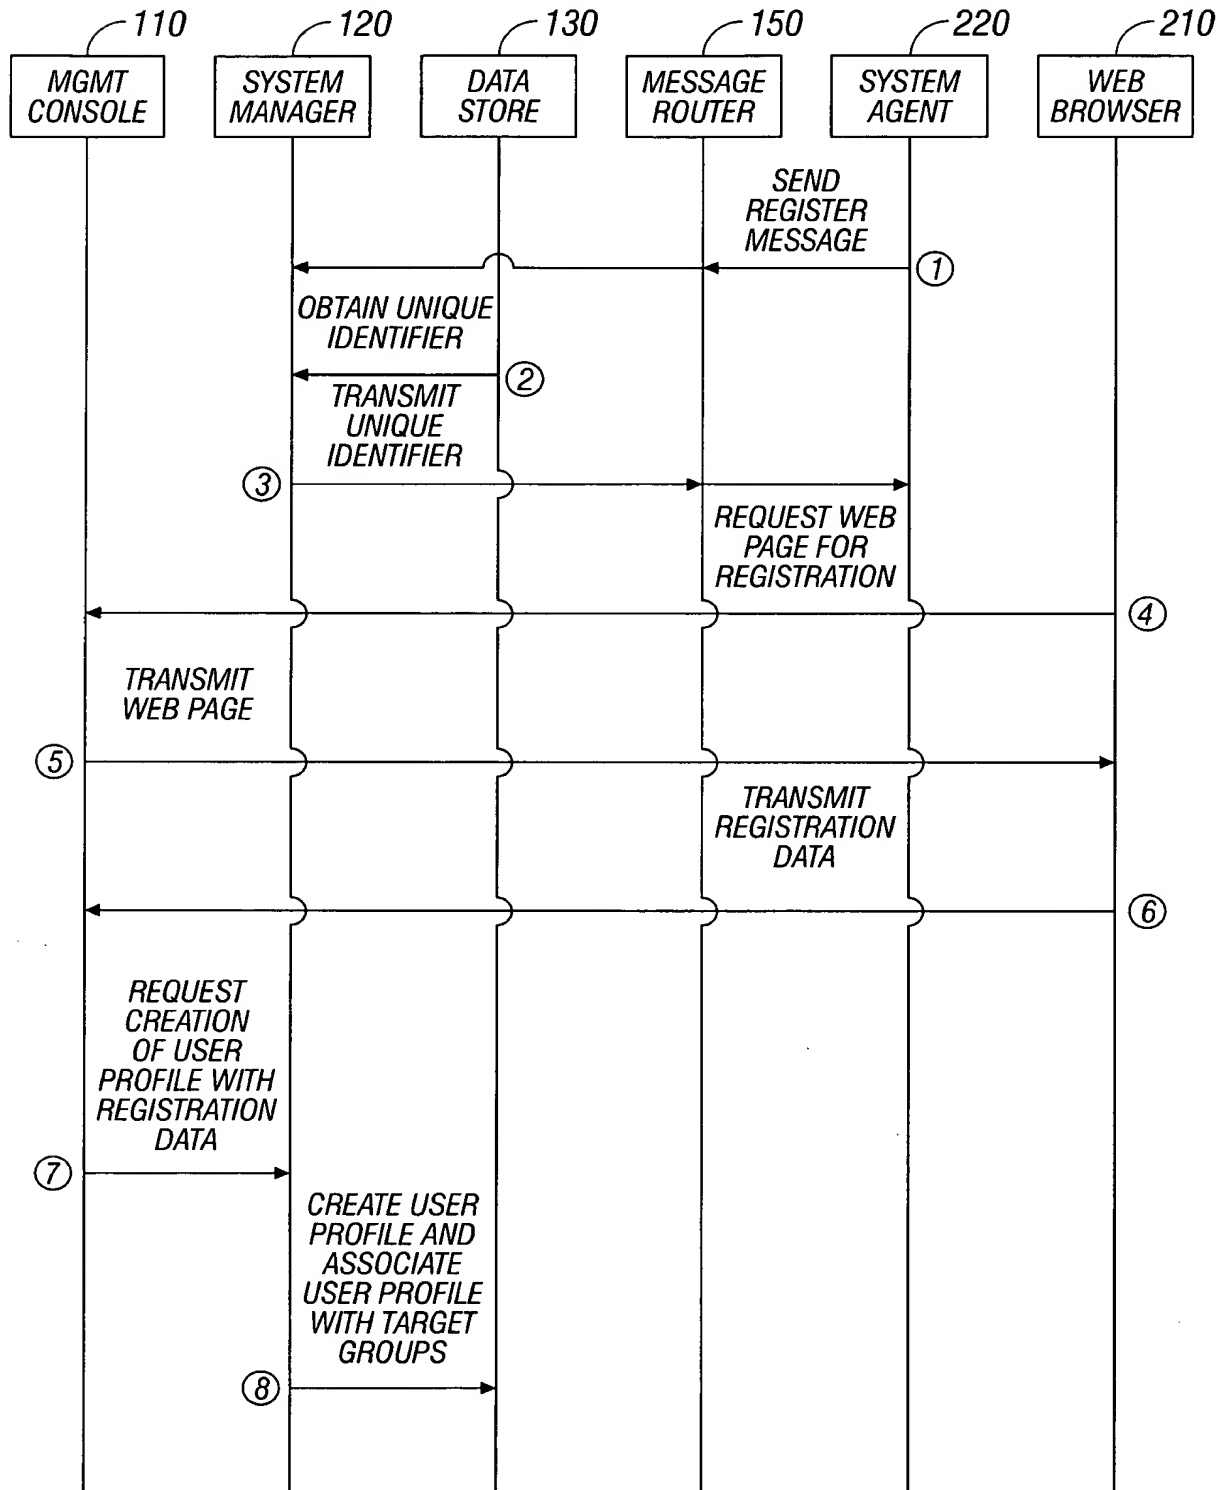 110
120
130
150
220
210
MGMT
CONSOLE
SYSTEM
MANAGER
DATA
STORE
MESSAGE
ROUTER
SYSTEM
AGENT
WEB
BROWSER
SEND
REGISTER
MESSAGE
1
OBTAIN UNIQUE
IDENTIFIER
2
TRANSMIT
UNIQUE
IDENTIFIER
3
REQUEST WEB
PAGE FOR
REGISTRATION
4
TRANSMIT
WEB PAGE
5
TRANSMIT
REGISTRATION
DATA
6
REQUEST
CREATION
OF USER
PROFILE WITH
REGISTRATION
DATA
7
CREATE USER
PROFILE AND
ASSOCIATE
USER PROFILE
WITH TARGET
GROUPS
8